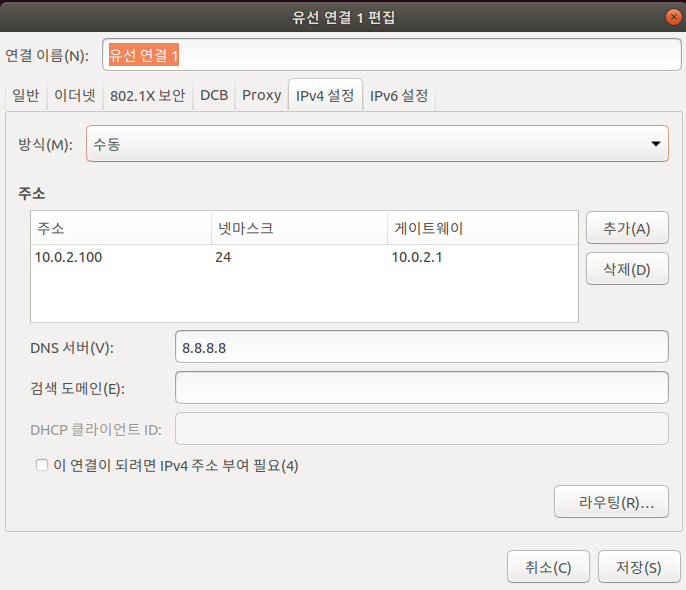 유선 연결 1 편집
연결 이름(N): 유선 연결 1
일반 이더넷 802.1X 보안 DCB Proxy IPv4 설정 IPv6 설정
방식(M): 수동
주소
주소 넷마스크 게이트웨이 추가(A)
10.0.2.100 24 10.0.2.1
삭제(D)
DNS 서버(V): 8.8.8.8
검색 도메인(E):
DHCP 클라이언트 ID:
이 연결이 되려면 IPv4 주소 부여 필요(4)
라우팅(R)...
취소(C) 저장(S)